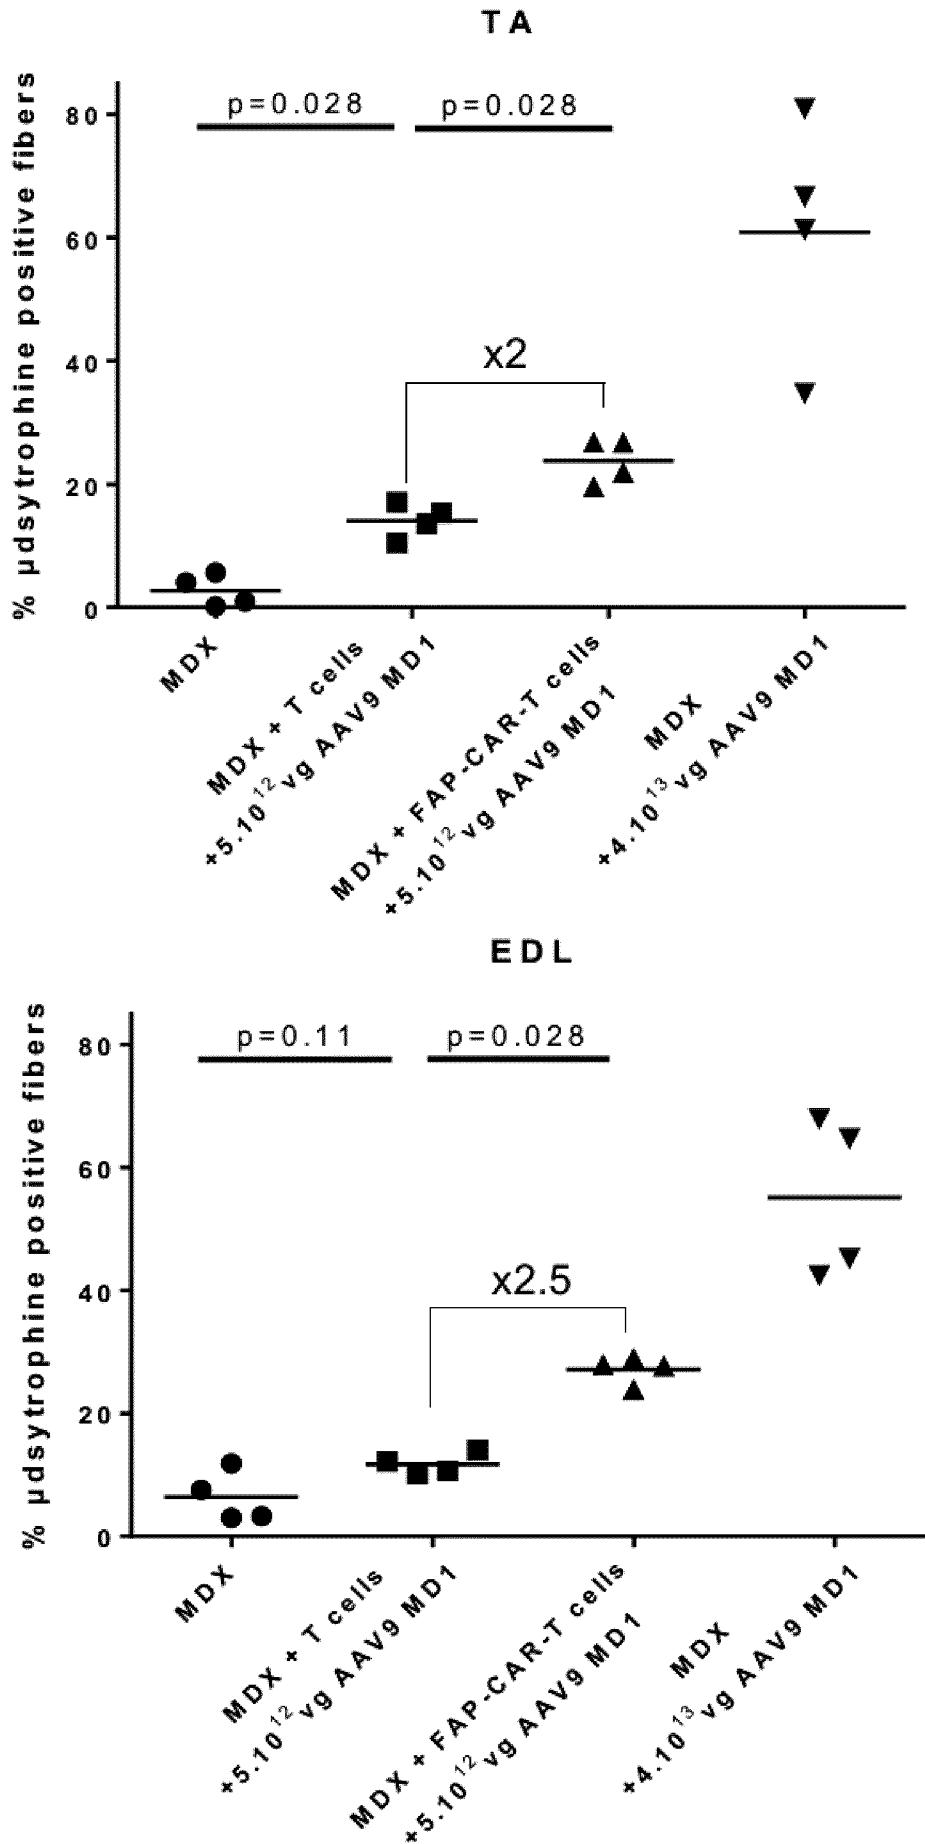 TA
% µdsytrophine positive fibers
p=0.028
p=0.028
80
60
40
20
0
x2
MDX
MDX + T cells
+5.10¹² vg AAV9 MD1
MDX + FAP-CAR-T cells
+5.10¹² vg AAV9 MD1
MDX
+4.10¹³ vg AAV9 MD1
EDL
% µdsytrophine positive fibers
p=0.11
p=0.028
80
60
40
20
0
x2.5
MDX
MDX + T cells
+5.10¹² vg AAV9 MD1
MDX + FAP-CAR-T cells
+5.10¹² vg AAV9 MD1
MDX
+4.10¹³ vg AAV9 MD1